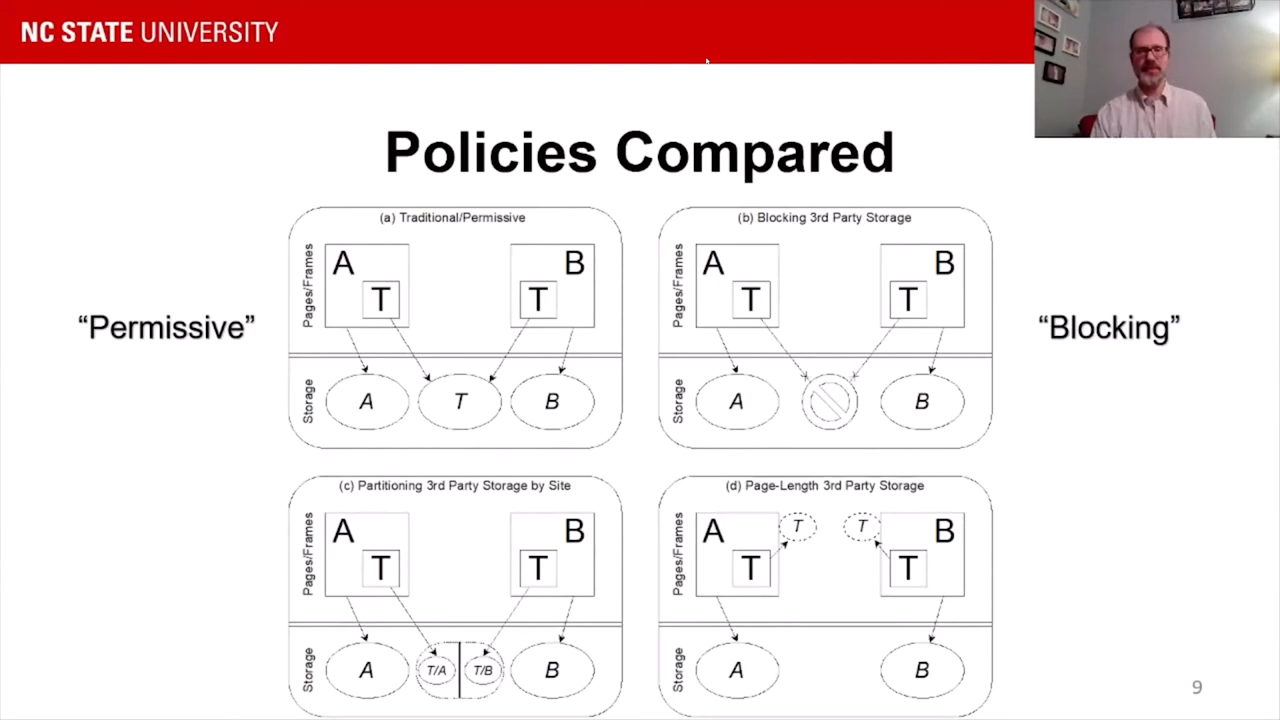 NC STATE UNIVERSITY
Policies Compared
“Permissive”
“Blocking”
(a) Traditional/Permissive
Pages/Frames
A
T
B
T
Storage
A
T
B
(b) Blocking 3rd Party Storage
Pages/Frames
A
T
B
T
Storage
A
B
(c) Partitioning 3rd Party Storage by Site
Pages/Frames
A
T
B
T
Storage
A
T/A
T/B
B
(d) Page-Length 3rd Party Storage
Pages/Frames
A
T
T
T
B
T
Storage
A
B
9